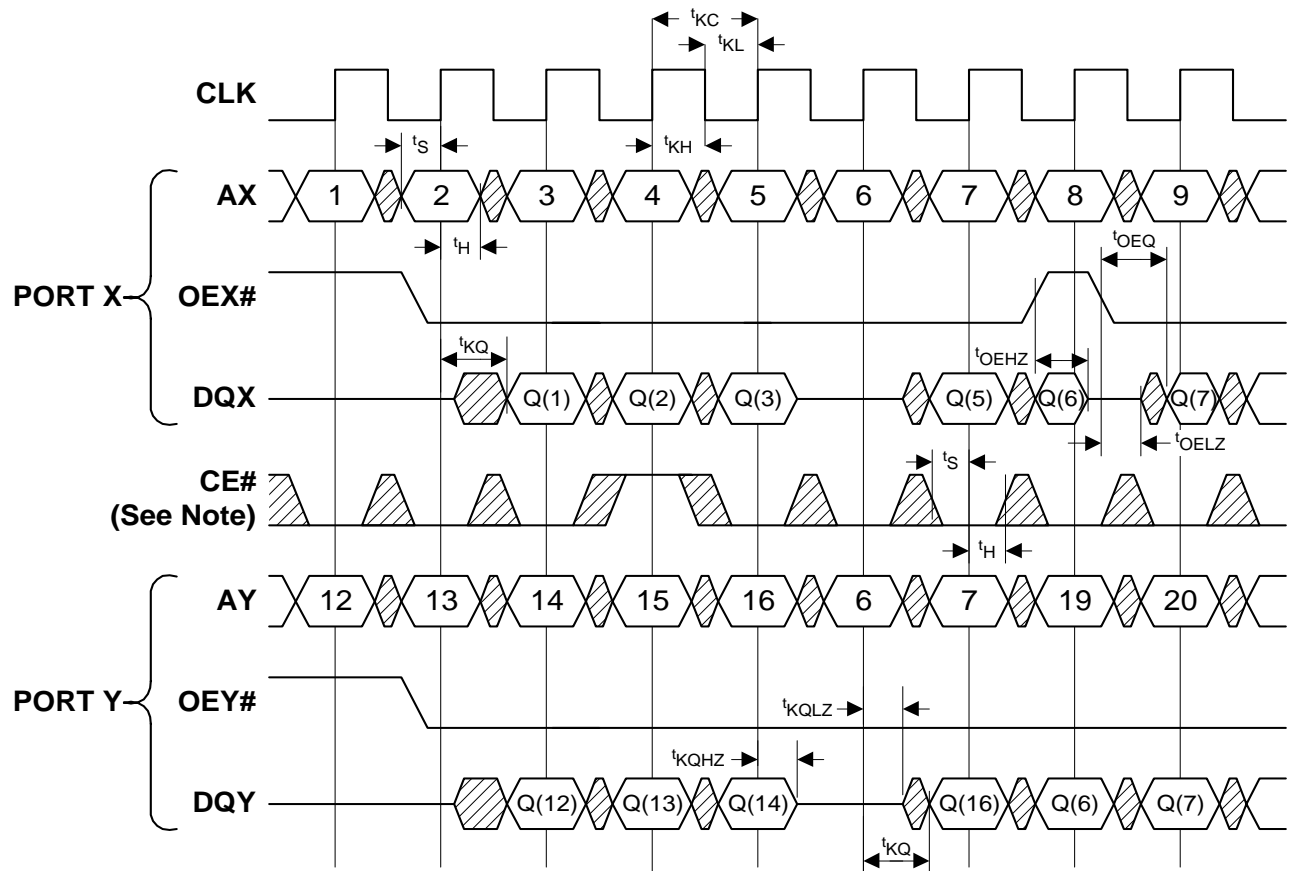 tKC
tKL
CLK
tS
tKH
AX
1 2 3 4 5 6 7 8 9
tH
tOEQ
PORT X
OEX#
tKQ
tOEHZ
DQX
Q(1) Q(2) Q(3) Q(5) Q(6) Q(7)
tOELZ
CE#
(See Note)
tS
tH
AY
12 13 14 15 16 6 7 19 20
PORT Y
OEY#
tKQLZ
tKQHZ
DQY
Q(12) Q(13) Q(14) Q(16) Q(6) Q(7)
tKQ